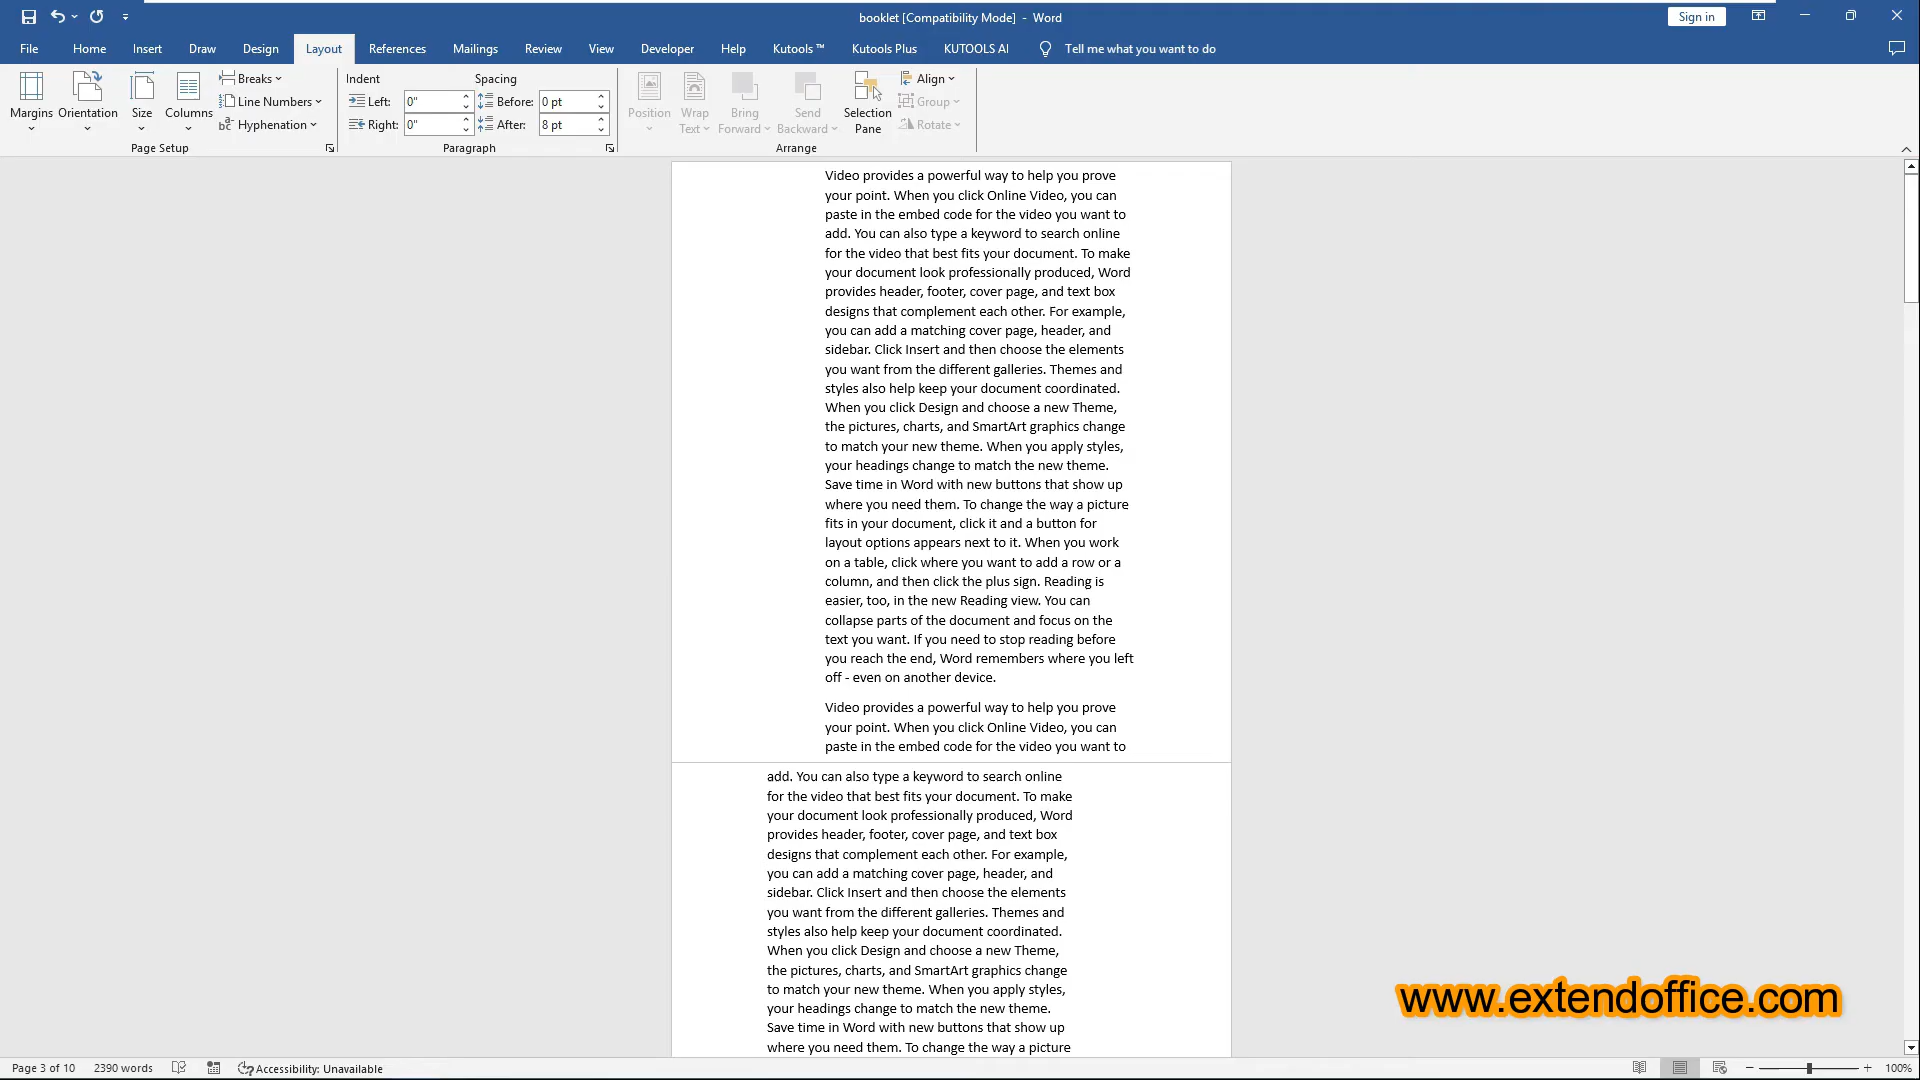 booklet [Compatibility Mode] - Word
Sign in
File Home Insert Draw Design Layout References Mailings Review View Developer Help Kutools ™ Kutools Plus KUTOOLS AI Tell me what you want to do
Margins
Orientation
Size
Columns
Breaks
Line Numbers
Hyphenation
Page Setup
Indent
Left: 0"
Right: 0"
Spacing
Before: 0 pt
After: 8 pt
Paragraph
Position
Wrap
Text
Bring
Forward
Send
Backward
Selection
Pane
Align
Group
Rotate
Arrange
Video provides a powerful way to help you prove
your point. When you click Online Video, you can
paste in the embed code for the video you want to
add. You can also type a keyword to search online
for the video that best fits your document. To make
your document look professionally produced, Word
provides header, footer, cover page, and text box
designs that complement each other. For example,
you can add a matching cover page, header, and
sidebar. Click Insert and then choose the elements
you want from the different galleries. Themes and
styles also help keep your document coordinated.
When you click Design and choose a new Theme,
the pictures, charts, and SmartArt graphics change
to match your new theme. When you apply styles,
your headings change to match the new theme.
Save time in Word with new buttons that show up
where you need them. To change the way a picture
fits in your document, click it and a button for
layout options appears next to it. When you work
on a table, click where you want to add a row or a
column, and then click the plus sign. Reading is
easier, too, in the new Reading view. You can
collapse parts of the document and focus on the
text you want. If you need to stop reading before
you reach the end, Word remembers where you left
off - even on another device.
Video provides a powerful way to help you prove
your point. When you click Online Video, you can
paste in the embed code for the video you want to
add. You can also type a keyword to search online
for the video that best fits your document. To make
your document look professionally produced, Word
provides header, footer, cover page, and text box
designs that complement each other. For example,
you can add a matching cover page, header, and
sidebar. Click Insert and then choose the elements
you want from the different galleries. Themes and
styles also help keep your document coordinated.
When you click Design and choose a new Theme,
the pictures, charts, and SmartArt graphics change
to match your new theme. When you apply styles,
your headings change to match the new theme.
Save time in Word with new buttons that show up
where you need them. To change the way a picture
www.extendoffice.com
Page 3 of 10 2390 words Accessibility: Unavailable 100%